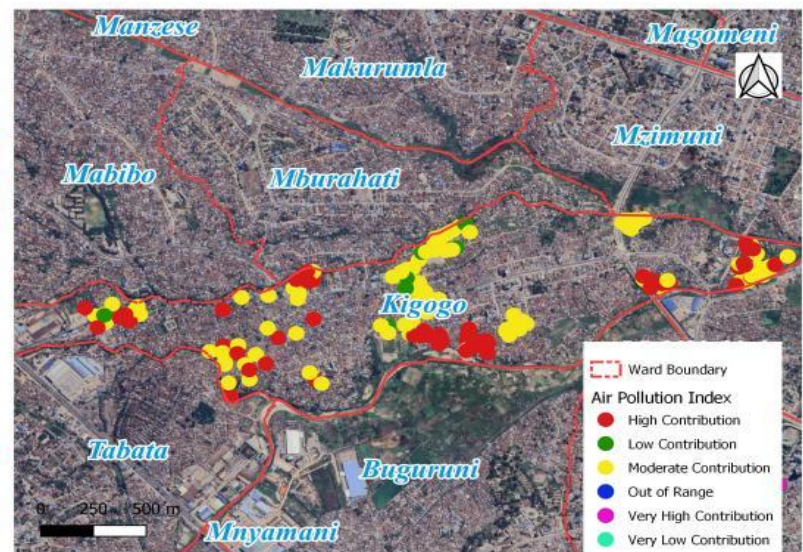 Manzese
Magomeni
Makurumla
Mzimuni
Mabibo
Mburahati
Kigogo
Tabata
Buguruni
Mnyamani
0 250 500 m
Ward Boundary
Air Pollution Index
High Contribution
Low Contribution
Moderate Contribution
Out of Range
Very High Contribution
Very Low Contribution